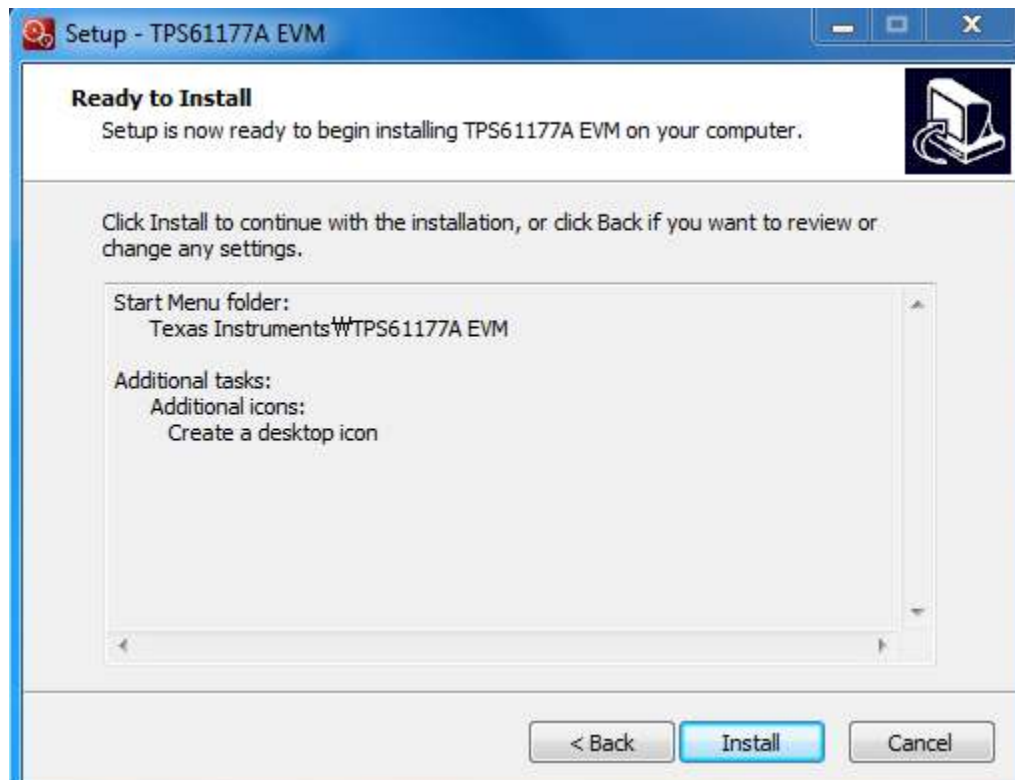 Setup - TPS61177A EVM
Ready to Install
Setup is now ready to begin installing TPS61177A EVM on your computer.
Click Install to continue with the installation, or click Back if you want to review or
change any settings.
Start Menu folder:
Texas Instruments₩TPS61177A EVM
Additional tasks:
Additional icons:
Create a desktop icon
< Back
Install
Cancel